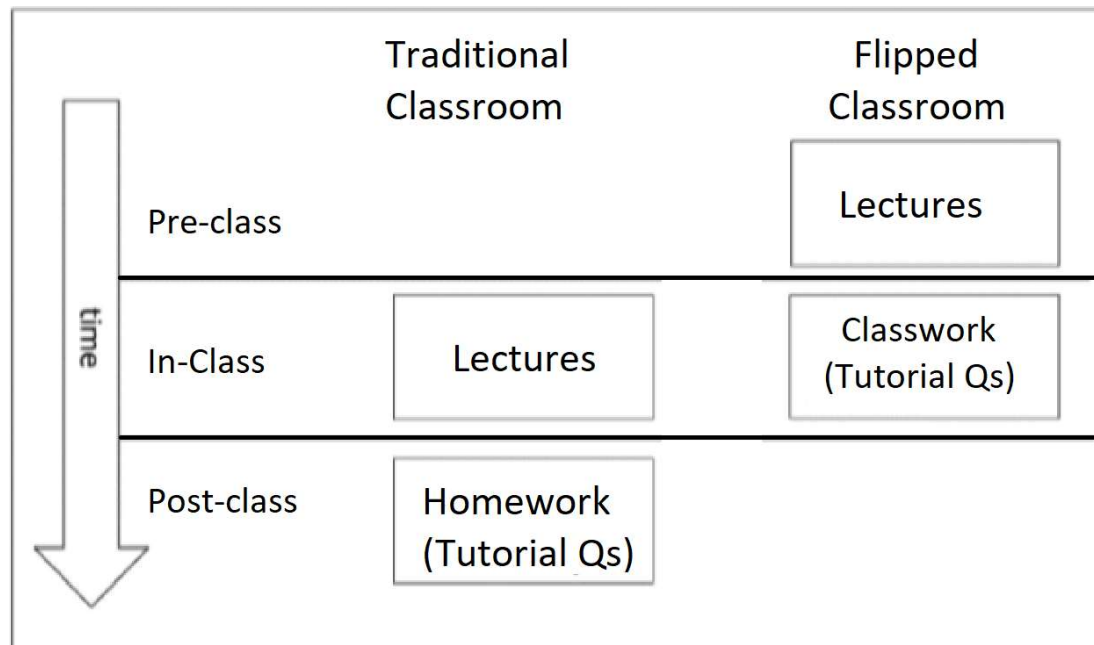 Traditional
Classroom
Flipped
Classroom
Pre-class
Lectures
time
In-Class
Lectures
Classwork
(Tutorial Qs)
Post-class
Homework
(Tutorial Qs)